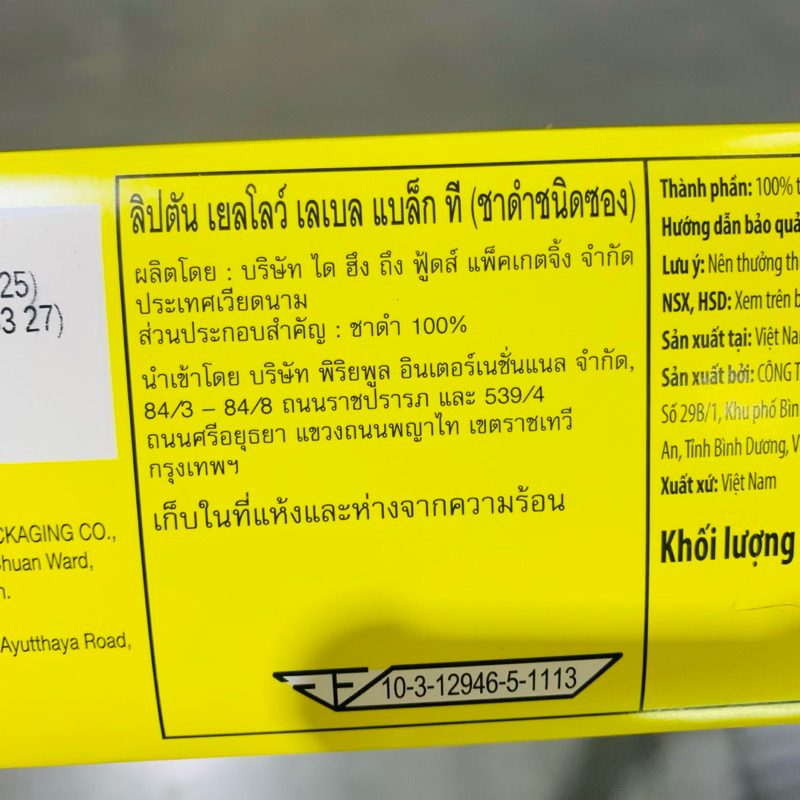 25)
3 27)
CKAGING CO.,
huan Ward,
n.
Ayutthaya Road,
ลิปตัน เยลโลว์ เลเบล แบล็ก ที (ชาดำชนิดซอง)
ผลิตโดย : บริษัท ได ฮึง ถึง ฟู้ดส์ แพ็คเกตจิ้ง จำกัด
ประเทศเวียดนาม
ส่วนประกอบสำคัญ : ชาดำ 100%
นำเข้าโดย บริษัท พิริยพูล อินเตอร์เนชั่นแนล จำกัด,
84/3 – 84/8 ถนนราชปรารภ และ 539/4
ถนนศรีอยุธยา แขวงถนนพญาไท เขตราชเทวี
กรุงเทพฯ
เก็บในที่แห้งและห่างจากความร้อน
10-3-12946-5-1113
Thành phần: 100% t
Hướng dẫn bảo quả
Lưu ý: Nên thưởng th
NSX, HSD: Xem trên b
Sản xuất tại: Việt Na
Sản xuất bởi: CÔNG T
Số 29B/1, Khu phố Bìn
An, Tỉnh Bình Dương, V
Xuất xứ: Việt Nam
Khối lượng